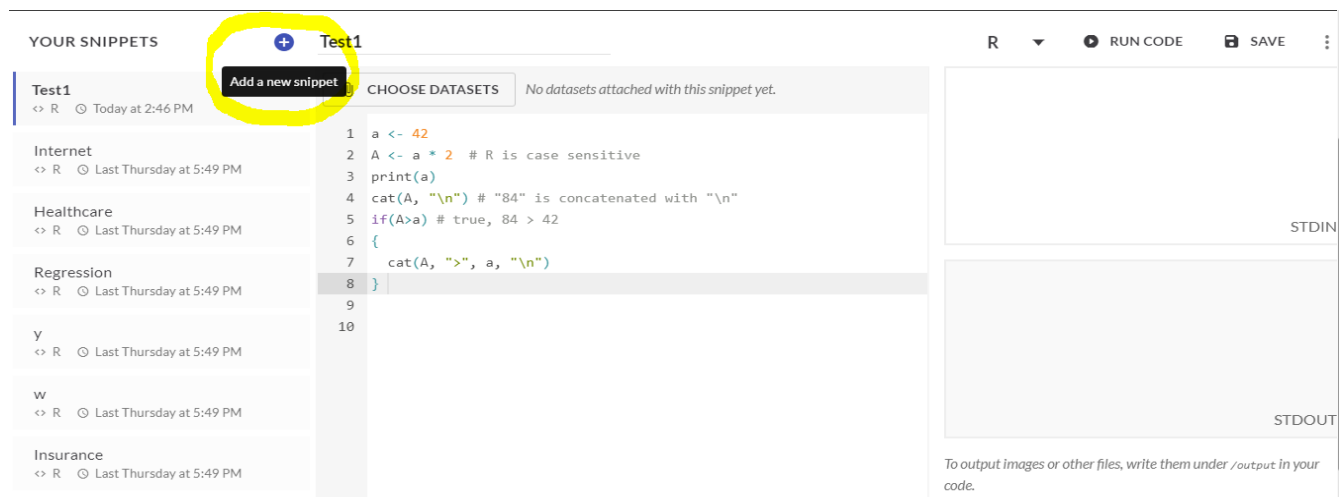 YOUR SNIPPETS
Test1
R
RUN CODE
SAVE
Add a new snippet
Test1
<> R Today at 2:46 PM
Internet
<> R Last Thursday at 5:49 PM
Healthcare
<> R Last Thursday at 5:49 PM
Regression
<> R Last Thursday at 5:49 PM
y
<> R Last Thursday at 5:49 PM
w
<> R Last Thursday at 5:49 PM
Insurance
<> R Last Thursday at 5:49 PM
CHOOSE DATASETS No datasets attached with this snippet yet.
1 a <- 42
2 A <- a * 2 # R is case sensitive
3 print(a)
4 cat(A, "\n") # "84" is concatenated with "\n"
5 if(A>a) # true, 84 > 42
6 {
7 cat(A, ">", a, "\n")
8 }
9
10
STDIN
STDOUT
To output images or other files, write them under /output in your
code.